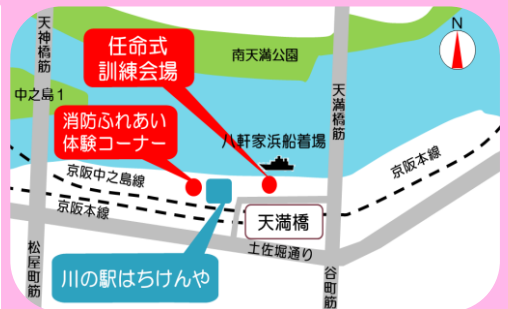 天神橋筋
任命式
訓練会場
南天満公園
N
中之島1
天満橋筋
消防ふれあい
体験コーナー
八軒家浜船着場
京阪中之島線
京阪本線
京阪本線
天満橋
土佐堀通り
松屋町筋
川の駅はちけんや
谷町筋